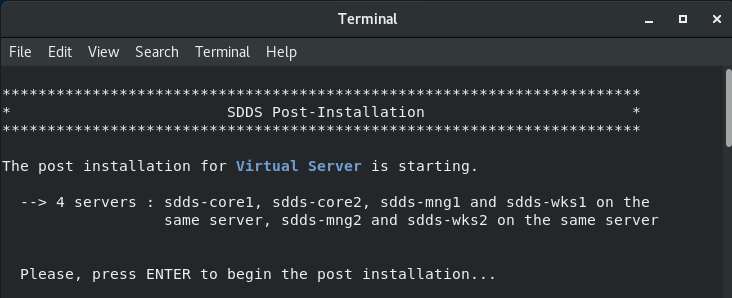 Terminal
File Edit View Search Terminal Help
***********************************************************************
* SDDS Post-Installation *
***********************************************************************
The post installation for Virtual Server is starting.
--> 4 servers : sdds-core1, sdds-core2, sdds-mng1 and sdds-wks1 on the
same server, sdds-mng2 and sdds-wks2 on the same server
Please, press ENTER to begin the post installation...